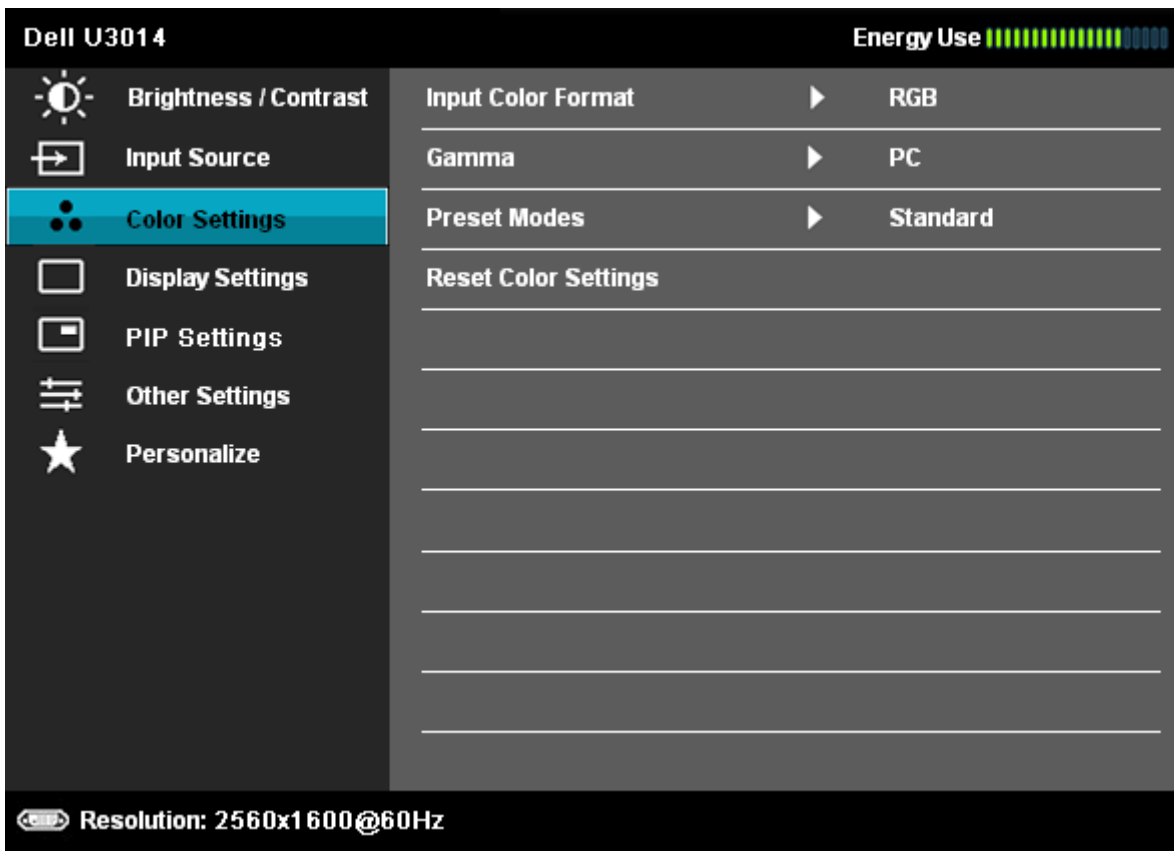 Dell U3014 Energy Use
Brightness / Contrast Input Color Format RGB
Input Source Gamma PC
Color Settings Preset Modes Standard
Display Settings Reset Color Settings
PIP Settings
Other Settings
Personalize
Resolution: 2560x1600@60Hz